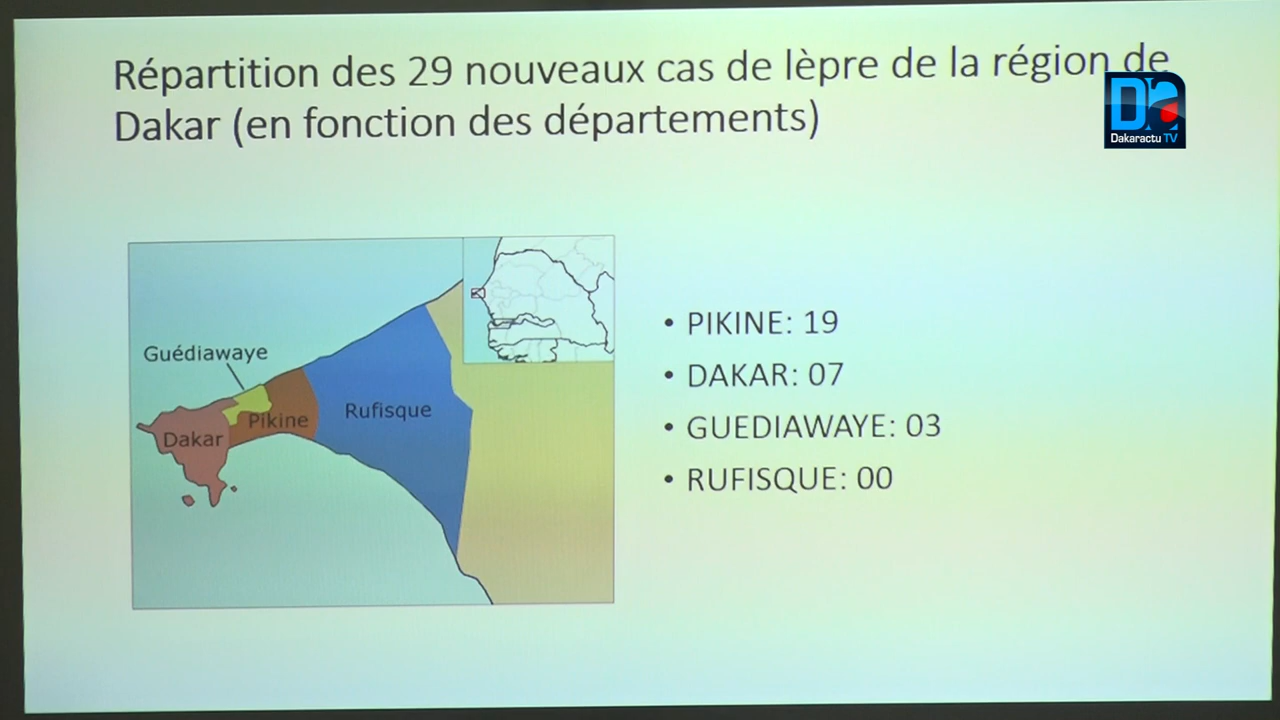 Répartition des 29 nouveaux cas de lèpre de la région de
Dakar (en fonction des départements)
Dakaractu TV
Guédiawaye
Pikine
Rufisque
Dakar
• PIKINE: 19
• DAKAR: 07
• GUEDIAWAYE: 03
• RUFISQUE: 00